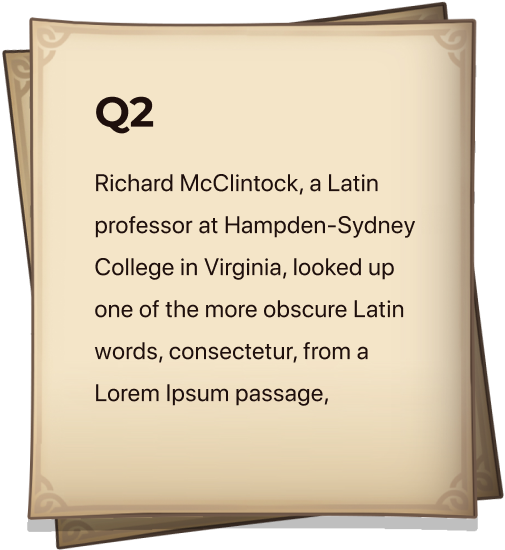 Q2
Richard McClintock, a Latin
professor at Hampden-Sydney
College in Virginia, looked up
one of the more obscure Latin
words, consectetur, from a
Lorem Ipsum passage,